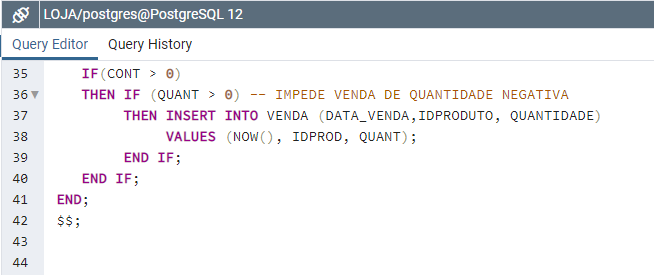 LOJA/postgres@PostgreSQL 12
Query Editor Query History
35 IF(CONT > 0)
36 THEN IF (QUANT > 0) -- IMPEDE VENDA DE QUANTIDADE NEGATIVA
37 THEN INSERT INTO VENDA (DATA_VENDA,IDPRODUTO, QUANTIDADE)
38 VALUES (NOW(), IDPROD, QUANT);
39 END IF;
40 END IF;
41 END;
42 $$;
43
44